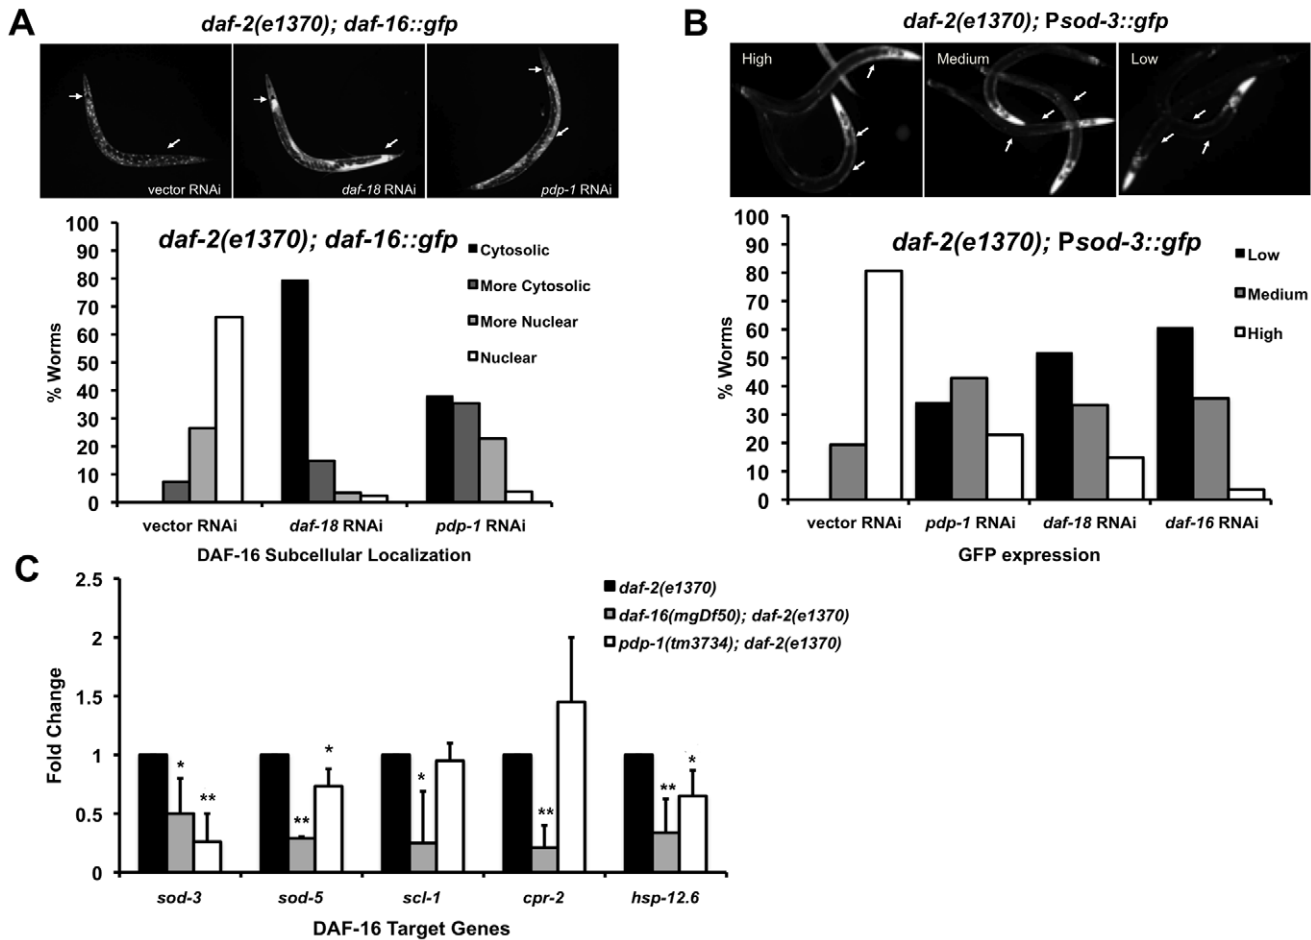 A
daf-2(e1370); daf-16::gfp
vector RNAi
daf-18 RNAi
pdp-1 RNAi
100
90
80
70
60
50
40
30
20
10
0
% Worms
daf-2(e1370); daf-16::gfp
Cytosolic
More Cytosolic
More Nuclear
Nuclear
vector RNAi
daf-18 RNAi
pdp-1 RNAi
DAF-16 Subcellular Localization
B
daf-2(e1370); Psod-3::gfp
High
Medium
Low
100
90
80
70
60
50
40
30
20
10
0
% Worms
daf-2(e1370); Psod-3::gfp
Low
Medium
High
vector RNAi
pdp-1 RNAi
daf-18 RNAi
daf-16 RNAi
GFP expression
C
2.5
2
1.5
1
0.5
0
Fold Change
daf-2(e1370)
daf-16(mgDf50); daf-2(e1370)
pdp-1(tm3734); daf-2(e1370)
*
**
**
*
*
**
**
*
sod-3
sod-5
scl-1
cpr-2
hsp-12.6
DAF-16 Target Genes